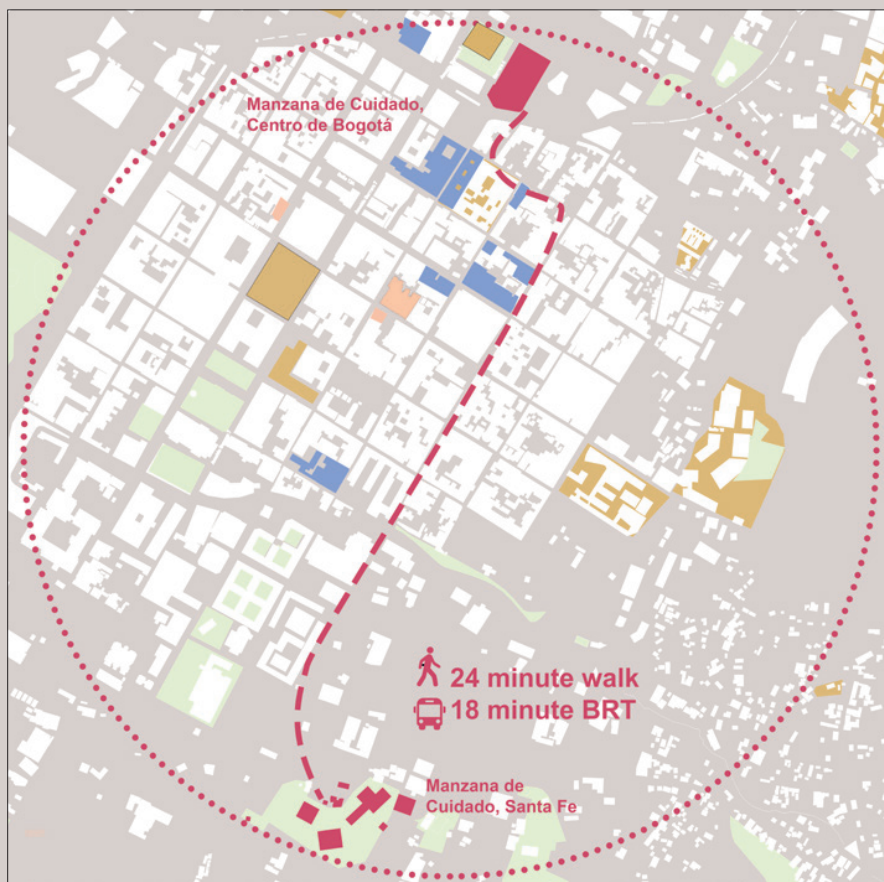 Manzana de Cuidado,
Centro de Bogotá
24 minute walk
18 minute BRT
Manzana de
Cuidado, Santa Fe